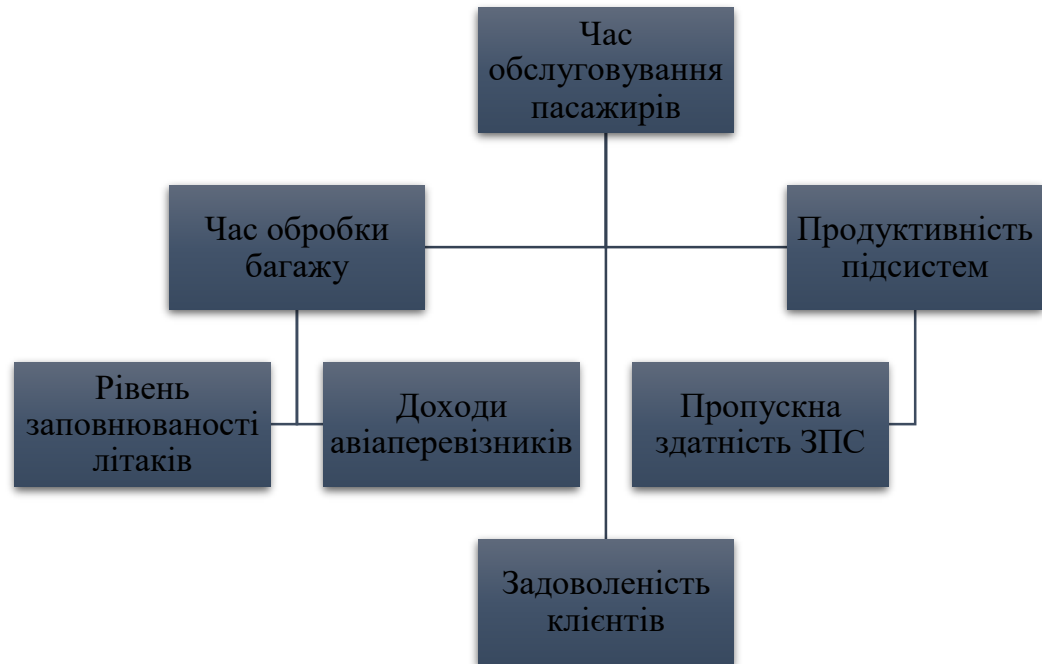 Час
обслуговування
пасажирів
Час обробки
багажу
Продуктивність
підсистем
Рівень
заповнюваності
літаків
Доходи
авіаперевізників
Пропускна
здатність ЗПС
Задоволеність
клієнтів